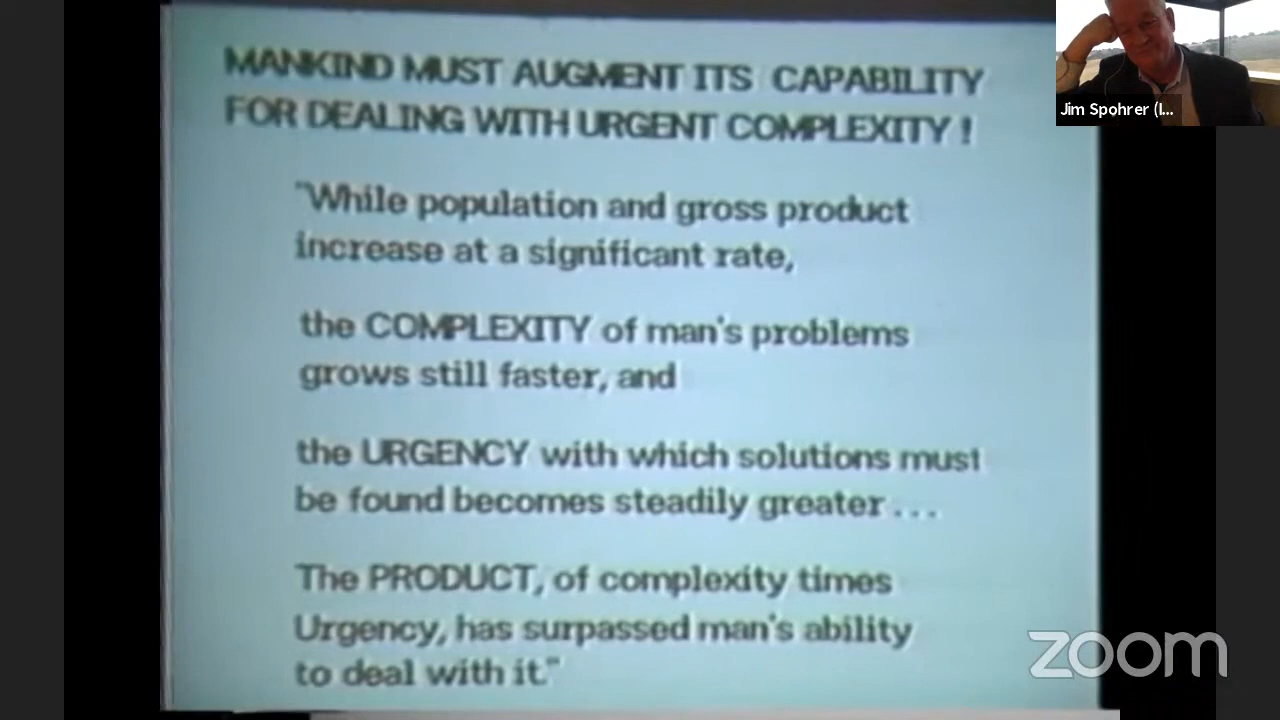 MANKIND MUST AUGMENT ITS CAPABILITY
FOR DEALING WITH URGENT COMPLEXITY !
"While population and gross product
increase at a significant rate,
the COMPLEXITY of man's problems
grows still faster, and
the URGENCY with which solutions must
be found becomes steadily greater . . .
The PRODUCT, of complexity times
Urgency, has surpassed man's ability
to deal with it."
Jim Spohrer (I...
zoom